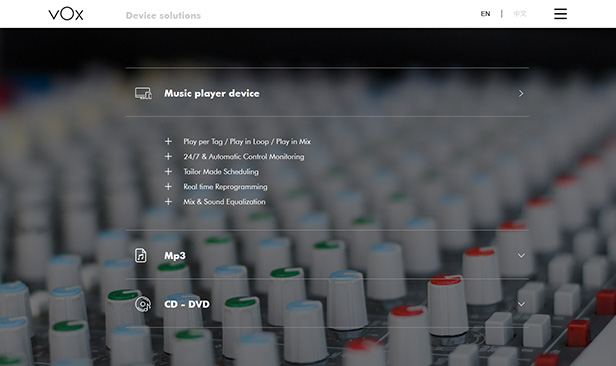 vOx
Device solutions
EN | 中文
Music player device
Play per Tag / Play in Loop / Play in Mix
24/7 & Automatic Control Monitoring
Tailor Made Scheduling
Real time Reprogramming
Mix & Sound Equalization
Mp3
CD - DVD